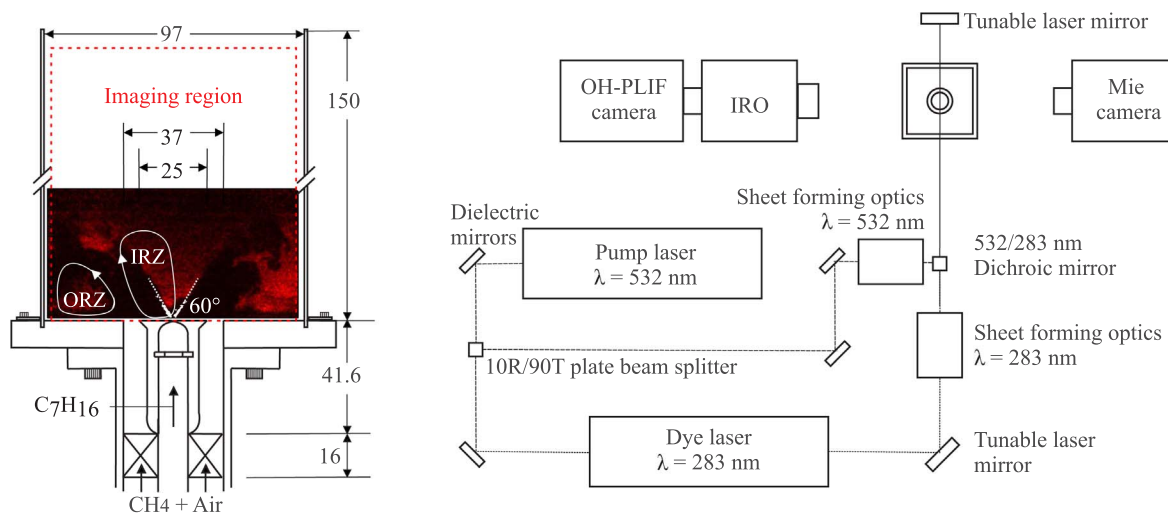 97
Imaging region
150
37
25
IRZ
ORZ
60°
41.6
C7H16
16
CH4 + Air
Tunable laser mirror
OH-PLIF
camera
IRO
Mie
camera
Sheet forming optics
λ = 532 nm
Dielectric
mirrors
Pump laser
λ = 532 nm
532/283 nm
Dichroic mirror
10R/90T plate beam splitter
Sheet forming optics
λ = 283 nm
Dye laser
λ = 283 nm
Tunable laser
mirror